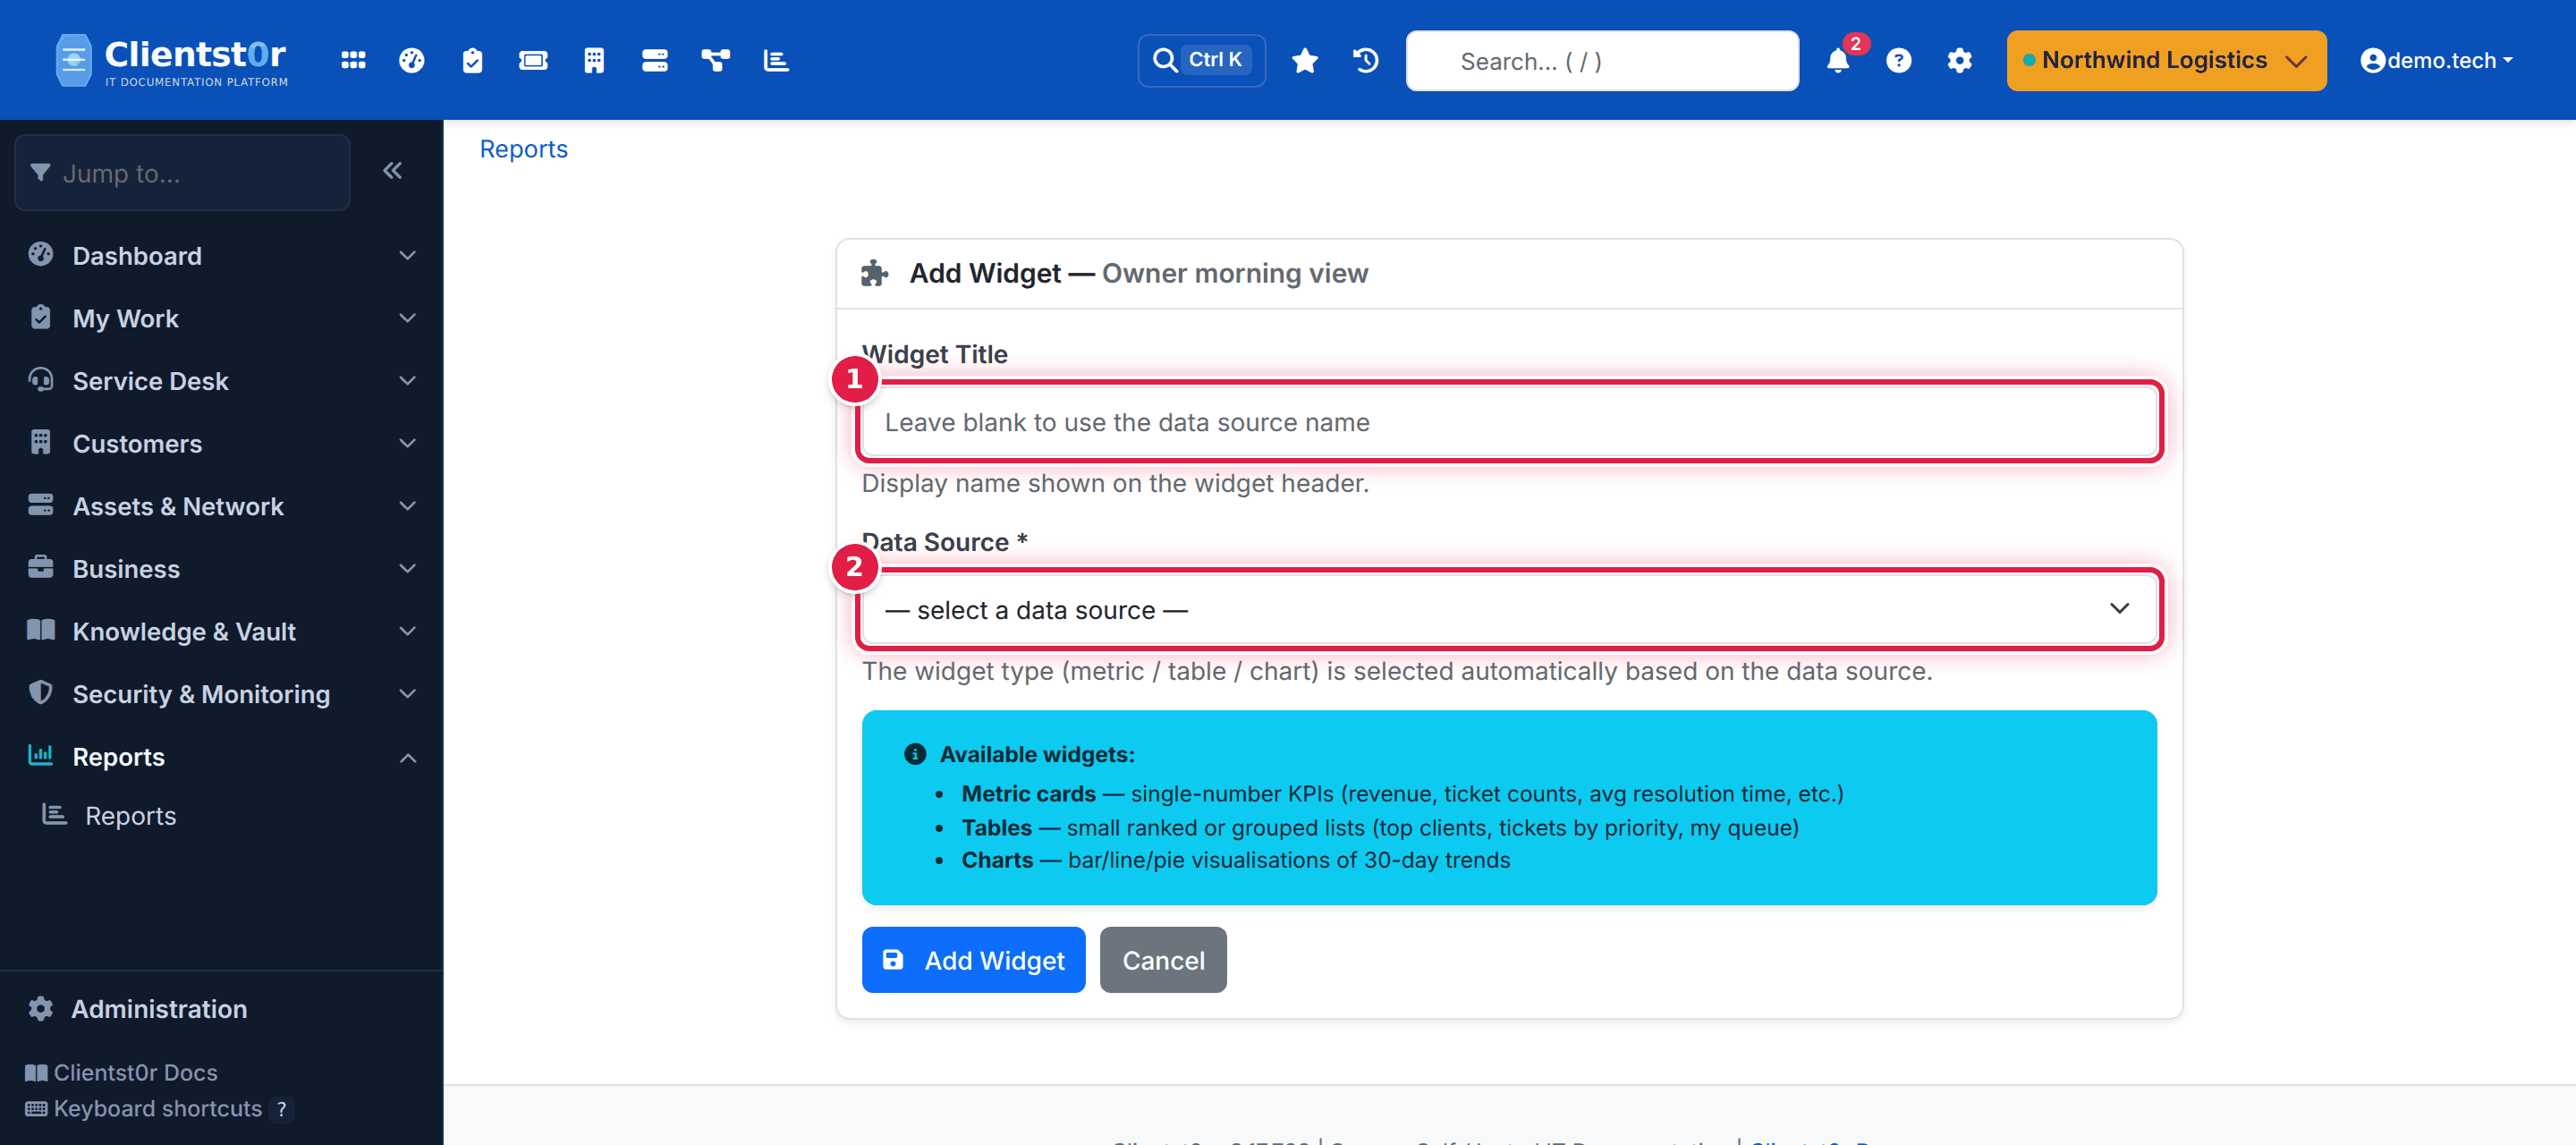 Clientst0r
IT DOCUMENTATION PLATFORM
Ctrl K
Search... ( / )
2
Northwind Logistics
demo.tech
Jump to...
Dashboard
My Work
Service Desk
Customers
Assets & Network
Business
Knowledge & Vault
Security & Monitoring
Reports
Reports
Administration
Clientst0r Docs
Keyboard shortcuts ?
Reports
Add Widget — Owner morning view
Widget Title
1
Leave blank to use the data source name
Display name shown on the widget header.
Data Source *
2
— select a data source —
The widget type (metric / table / chart) is selected automatically based on the data source.
Available widgets:
• Metric cards — single-number KPIs (revenue, ticket counts, avg resolution time, etc.)
• Tables — small ranked or grouped lists (top clients, tickets by priority, my queue)
• Charts — bar/line/pie visualisations of 30-day trends
Add Widget
Cancel